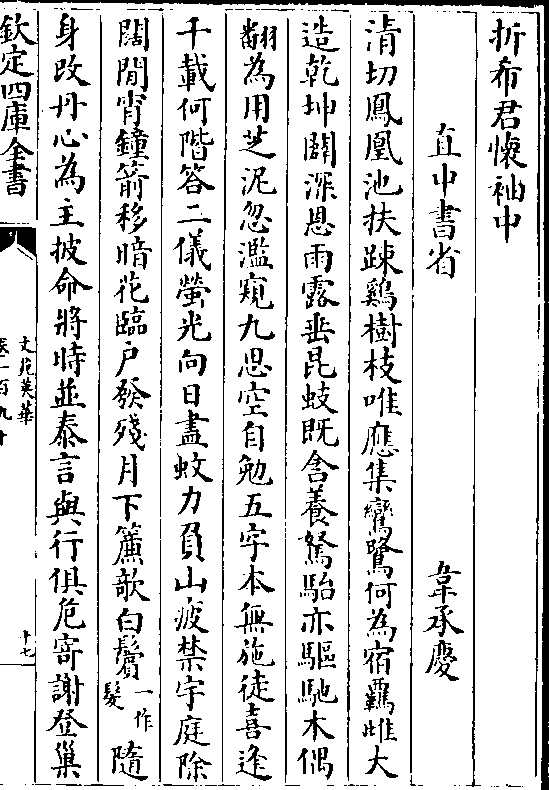 折布君懐袖中
直中書省　韋承慶
清切鳳凰池扶踈鷄樹枝唯應集鸞鷺何為宿羈雌大
造乾坤闢深恩雨露垂昆蚑既含養駑駘亦驅馳木偶
翻為用芝泥忽濫窺九思空自勉五字本無施徒喜逢
千載何階答二儀螢光向日盡蚊力負山疲禁宇庭除
闊閒宵鐘箭移暗花臨戶發殘月下簾欹白鬢一作髮隨
身改丹心為主披命將時並泰言與行俱危寄謝登巢
欽定四庫全書
文苑英華
卷一百九十
十七